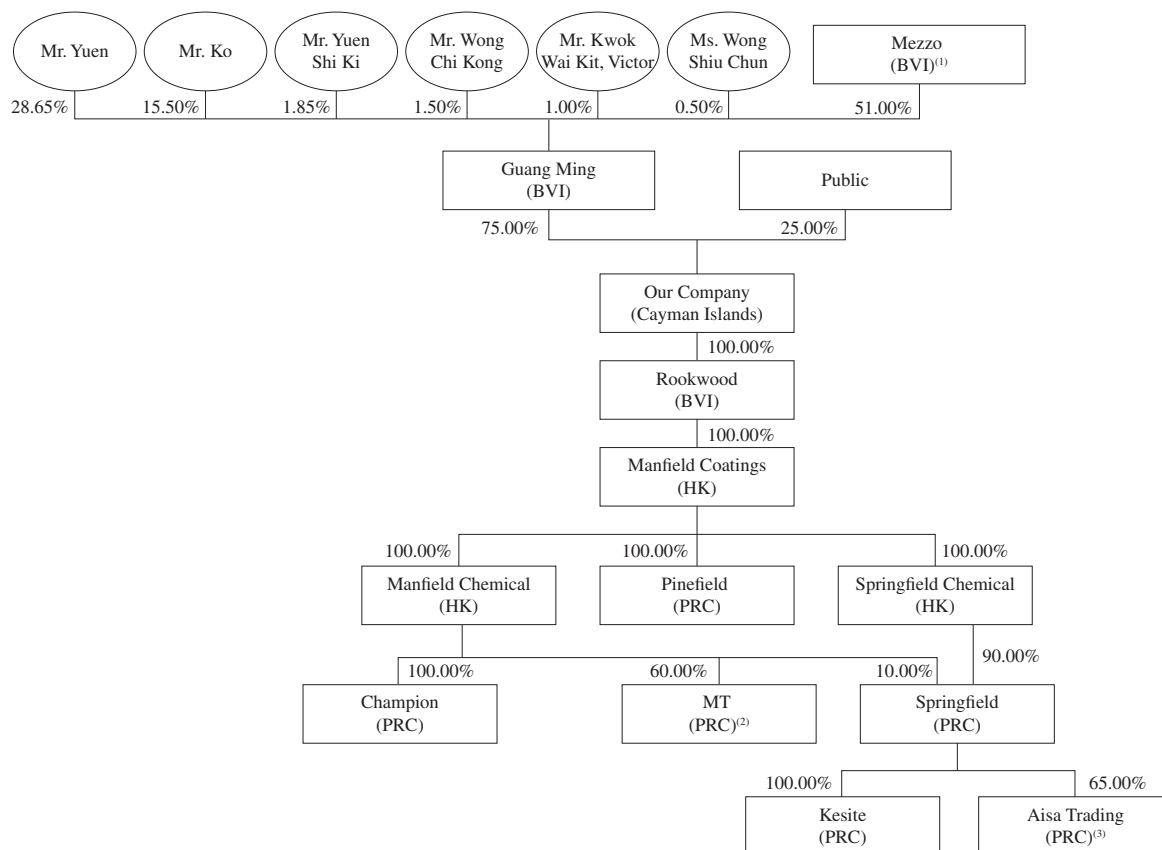 Mr. Yuen
Mr. Ko
Mr. Yuen
Shi Ki
Mr. Wong
Chi Kong
Mr. Kwok
Wai Kit, Victor
Ms. Wong
Shiu Chun
Mezzo
(BVI)(1)
28.65%
15.50%
1.85%
1.50%
1.00%
0.50%
51.00%
Guang Ming
(BVI)
Public
75.00%
25.00%
Our Company
(Cayman Islands)
100.00%
Rookwood
(BVI)
100.00%
Manfield Coatings
(HK)
100.00%
100.00%
100.00%
Manfield Chemical
(HK)
Pinefield
(PRC)
Springfield Chemical
(HK)
90.00%
100.00%
60.00%
10.00%
Champion
(PRC)
MT
(PRC)(2)
Springfield
(PRC)
100.00%
65.00%
Kesite
(PRC)
Aisa Trading
(PRC)(3)